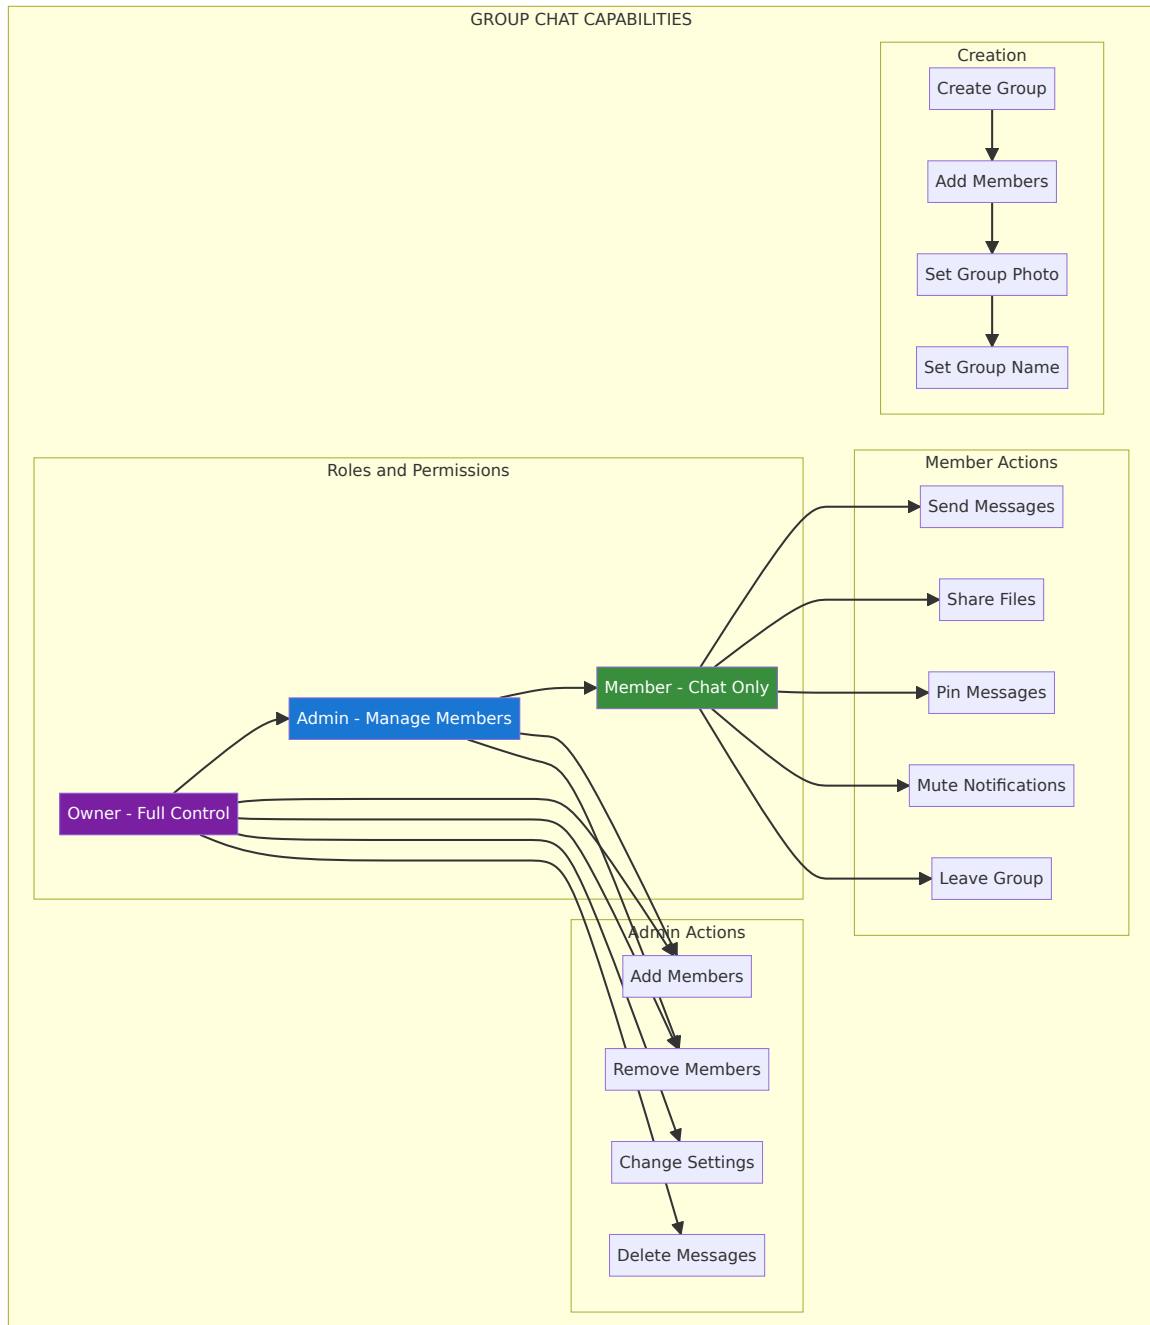 GROUP CHAT CAPABILITIES
Creation
Create Group
Add Members
Set Group Photo
Set Group Name
Roles and Permissions
Owner - Full Control
Admin - Manage Members
Member - Chat Only
Member Actions
Send Messages
Share Files
Pin Messages
Mute Notifications
Leave Group
Admin Actions
Add Members
Remove Members
Change Settings
Delete Messages